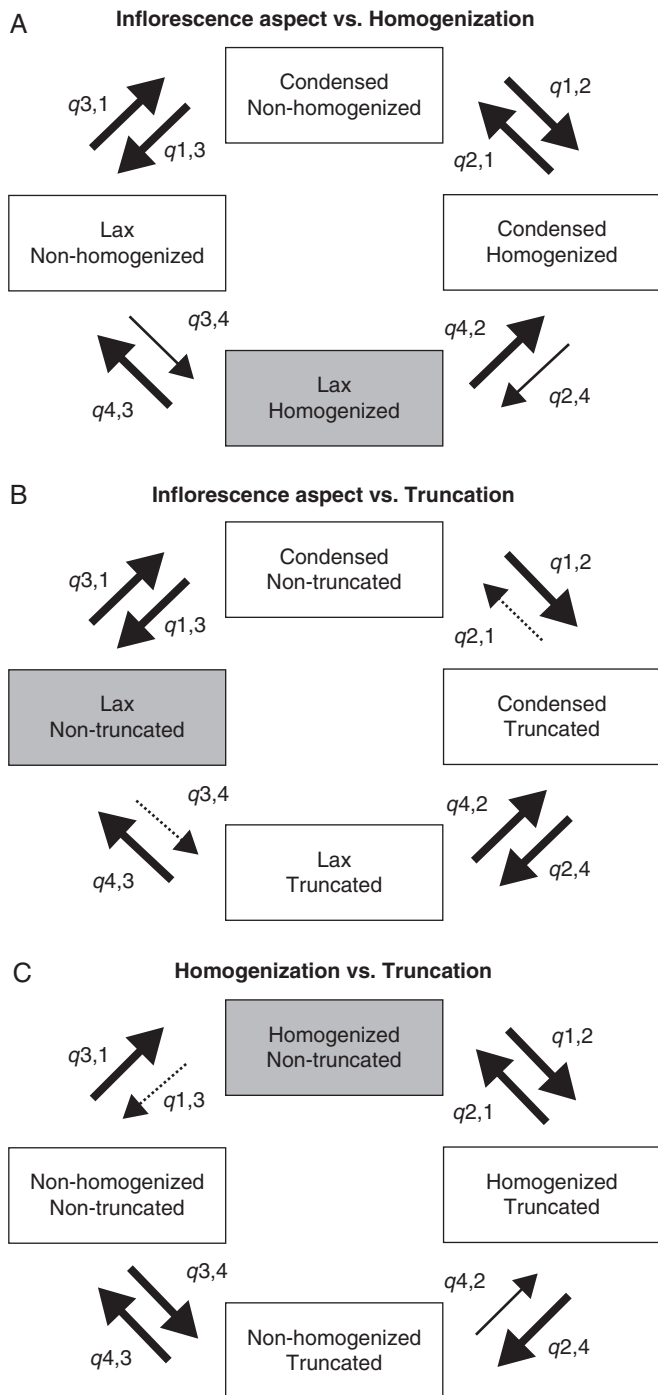 A
Inflorescence aspect vs. Homogenization
Condensed
Non-homogenized
q3,1
q1,3
q1,2
q2,1
Lax
Non-homogenized
Condensed
Homogenized
q3,4
q4,3
q4,2
q2,4
Lax
Homogenized
B
Inflorescence aspect vs. Truncation
Condensed
Non-truncated
q3,1
q1,3
q1,2
q2,1
Lax
Non-truncated
Condensed
Truncated
q3,4
q4,3
q4,2
q2,4
Lax
Truncated
C
Homogenization vs. Truncation
Homogenized
Non-truncated
q3,1
q1,3
q1,2
q2,1
Non-homogenized
Non-truncated
Homogenized
Truncated
q3,4
q4,3
q4,2
q2,4
Non-homogenized
Truncated